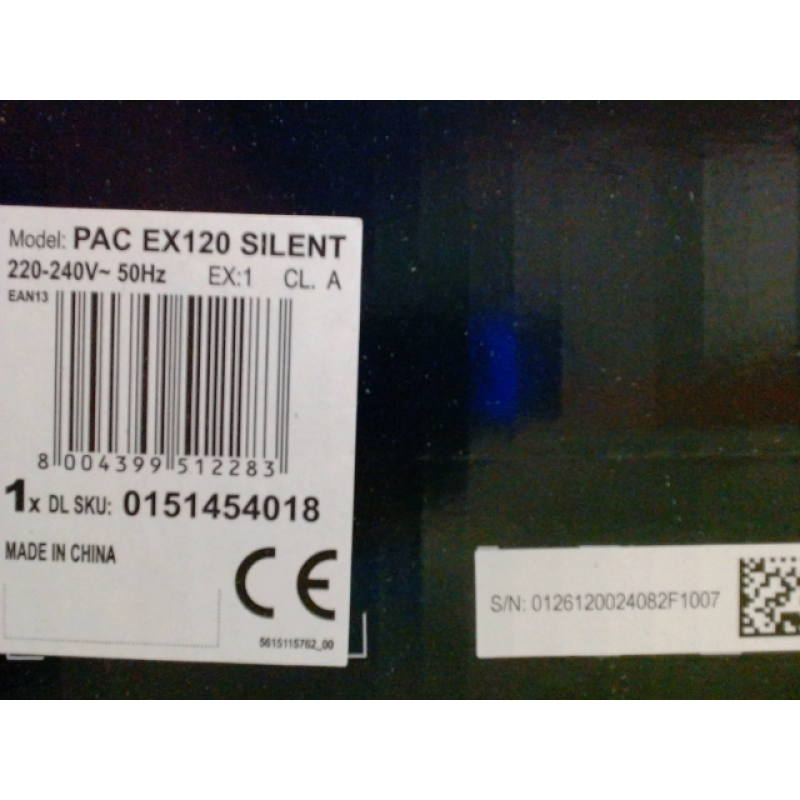 Model: PAC EX120 SILENT
220-240V~ 50Hz EX:1 CL. A
EAN13
8 004399 512283
1x DL SKU: 0151454018
MADE IN CHINA
CE
5615115762_00
S/N: 0126120024082F1007